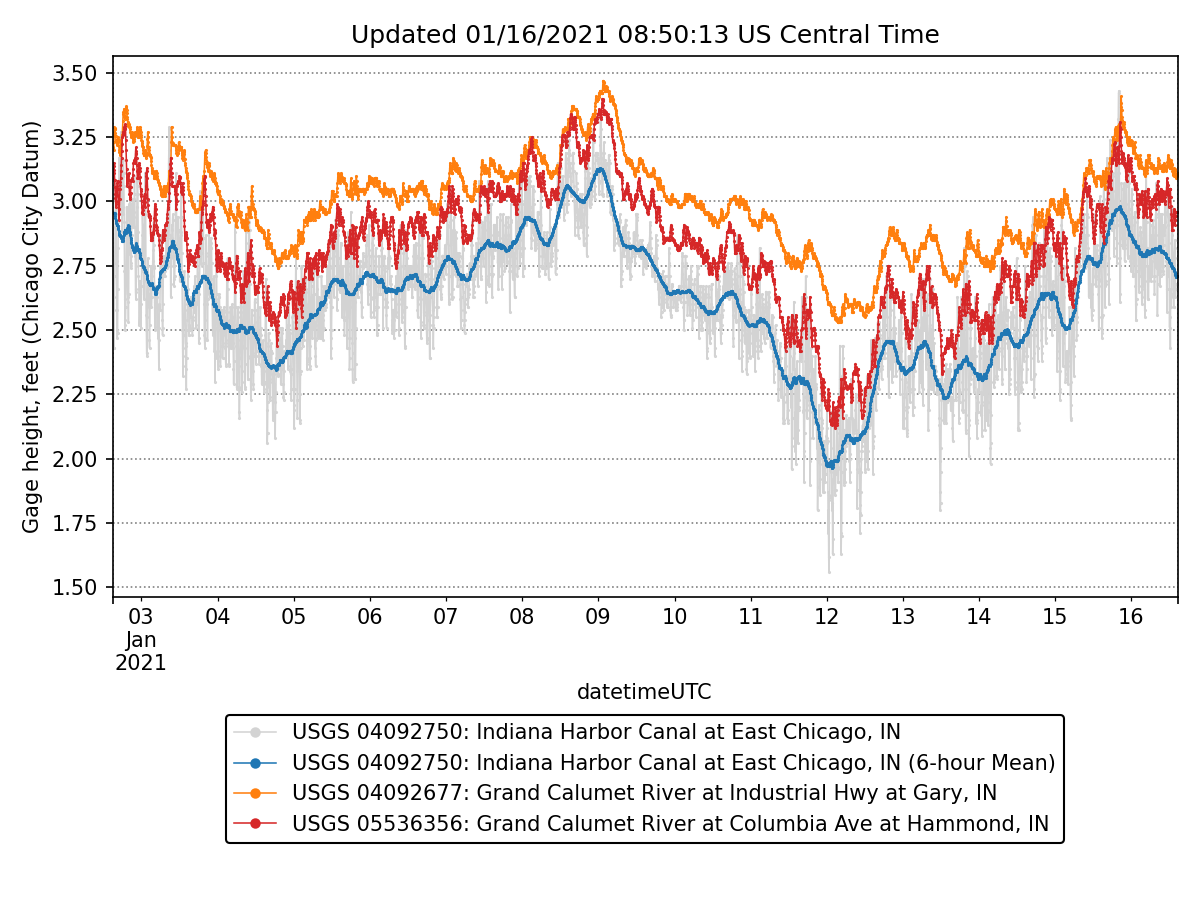 Updated 01/16/2021 08:50:13 US Central Time
Gage height, feet (Chicago City Datum)
3.50
3.25
3.00
2.75
2.50
2.25
2.00
1.75
1.50
03 04 05 06 07 08 09 10 11 12 13 14 15 16
Jan
2021
datetimeUTC
USGS 04092750: Indiana Harbor Canal at East Chicago, IN
USGS 04092750: Indiana Harbor Canal at East Chicago, IN (6-hour Mean)
USGS 04092677: Grand Calumet River at Industrial Hwy at Gary, IN
USGS 05536356: Grand Calumet River at Columbia Ave at Hammond, IN